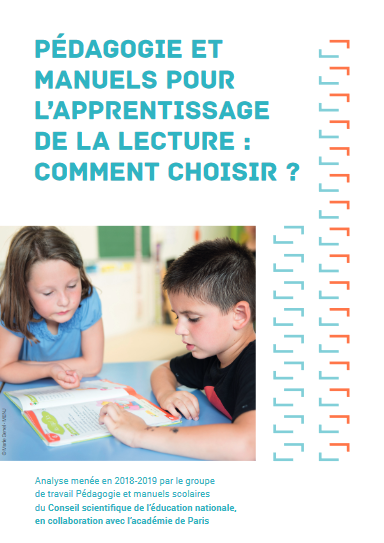 PÉDAGOGIE ET
MANUELS POUR
L'APPRENTISSAGE
DE LA LECTURE :
COMMENT CHOISIR ?
Analyse menée en 2018-2019 par le groupe
de travail Pédagogie et manuels scolaires
du Conseil scientifique de l'éducation nationale,
en collaboration avec l'académie de Paris